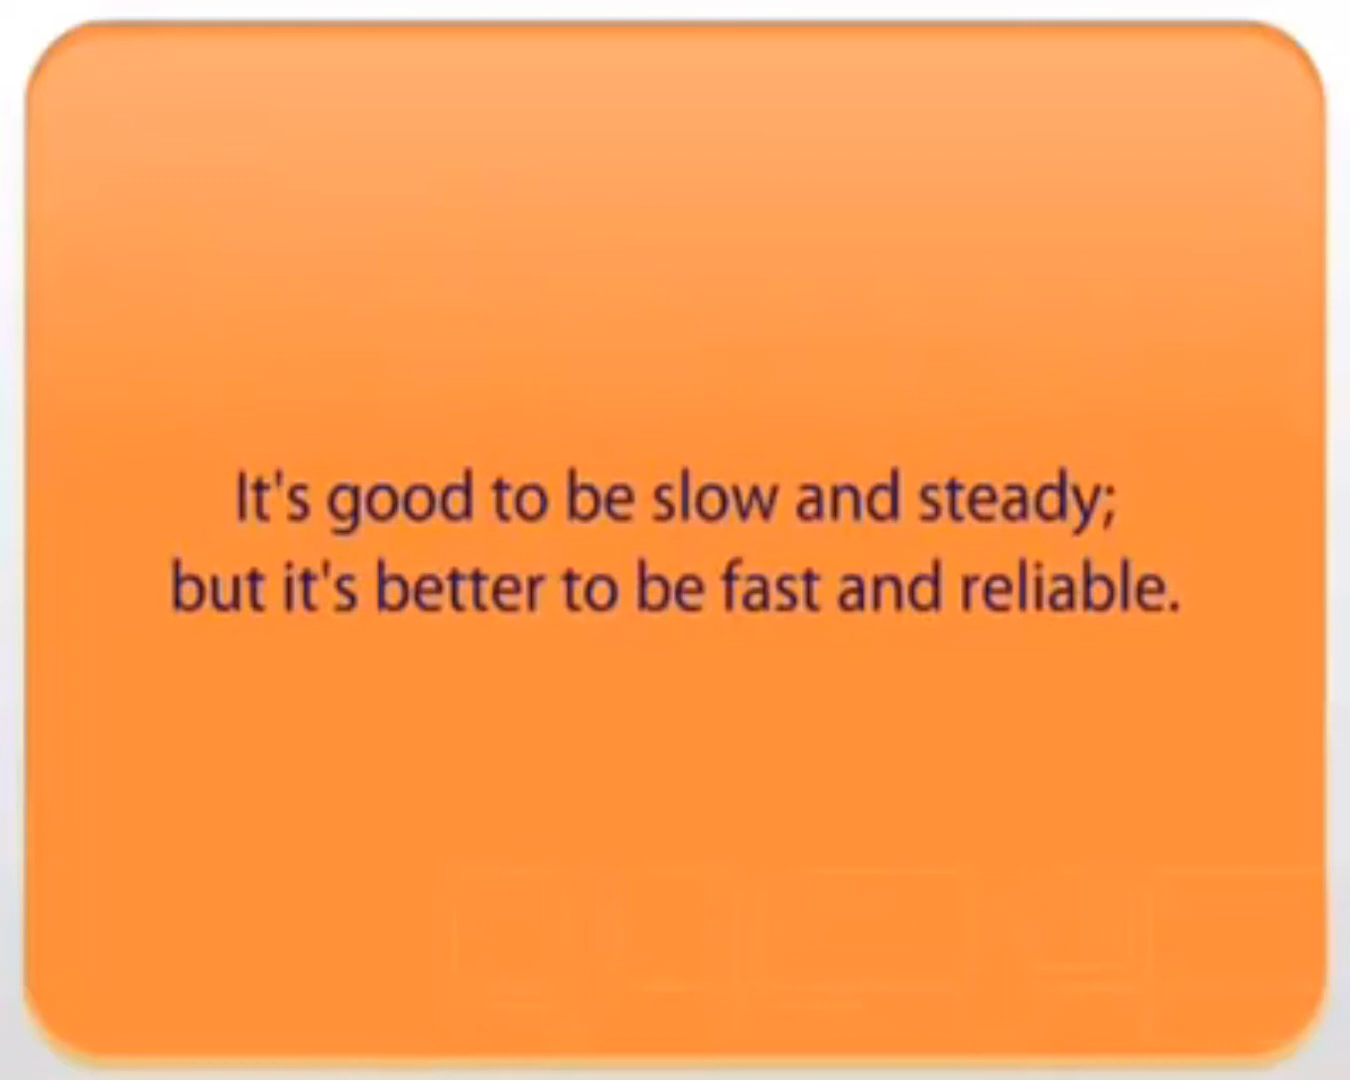 It's good to be slow and steady;
but it's better to be fast and reliable.